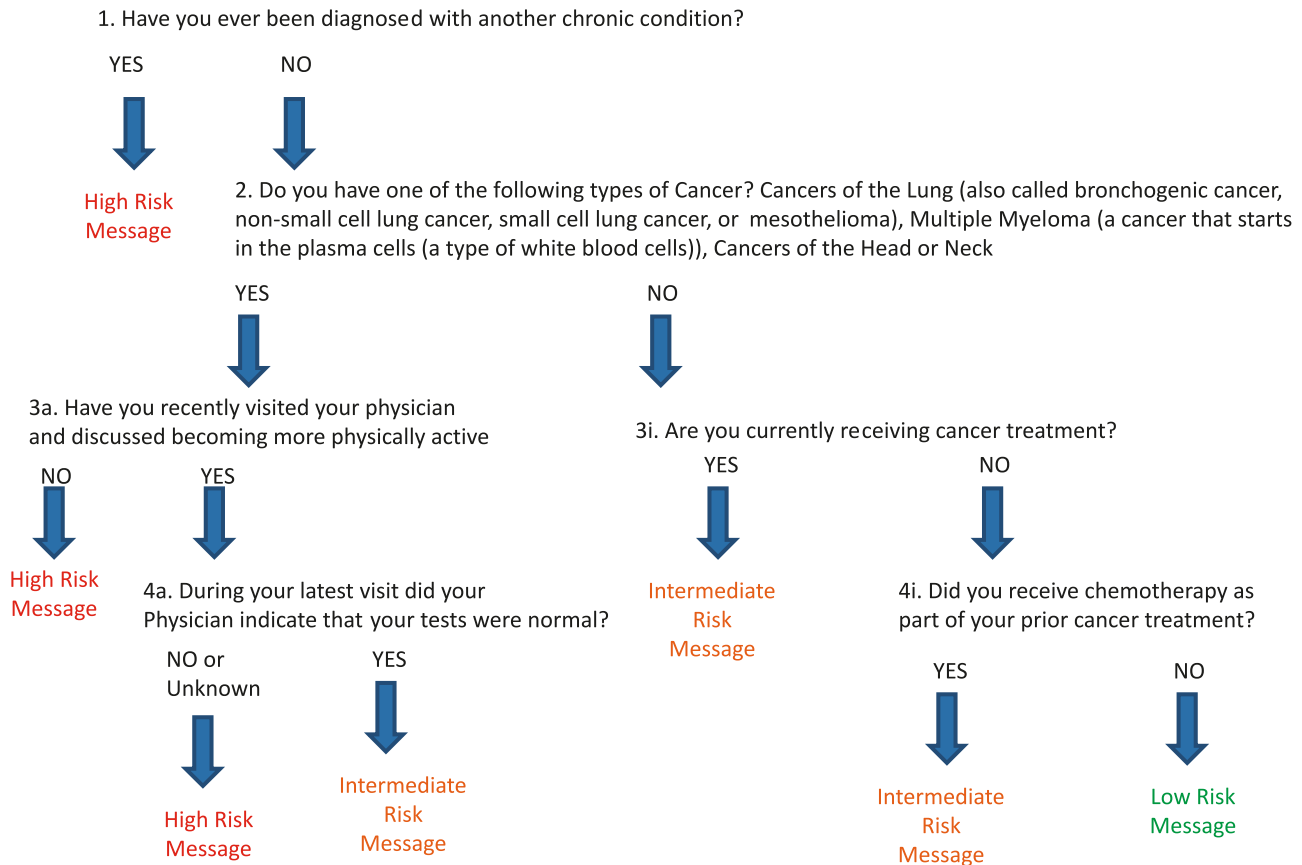 1. Have you ever been diagnosed with another chronic condition?
YES
NO
High Risk
Message
2. Do you have one of the following types of Cancer? Cancers of the Lung (also called bronchogenic cancer,
non-small cell lung cancer, small cell lung cancer, or mesothelioma), Multiple Myeloma (a cancer that starts
in the plasma cells (a type of white blood cells)), Cancers of the Head or Neck
YES
NO
3a. Have you recently visited your physician
and discussed becoming more physically active
NO
YES
High Risk
Message
4a. During your latest visit did your
Physician indicate that your tests were normal?
NO or
Unknown
YES
High Risk
Message
Intermediate
Risk
Message
3i. Are you currently receiving cancer treatment?
YES
NO
Intermediate
Risk
Message
4i. Did you receive chemotherapy as
part of your prior cancer treatment?
YES
NO
Intermediate
Risk
Message
Low Risk
Message